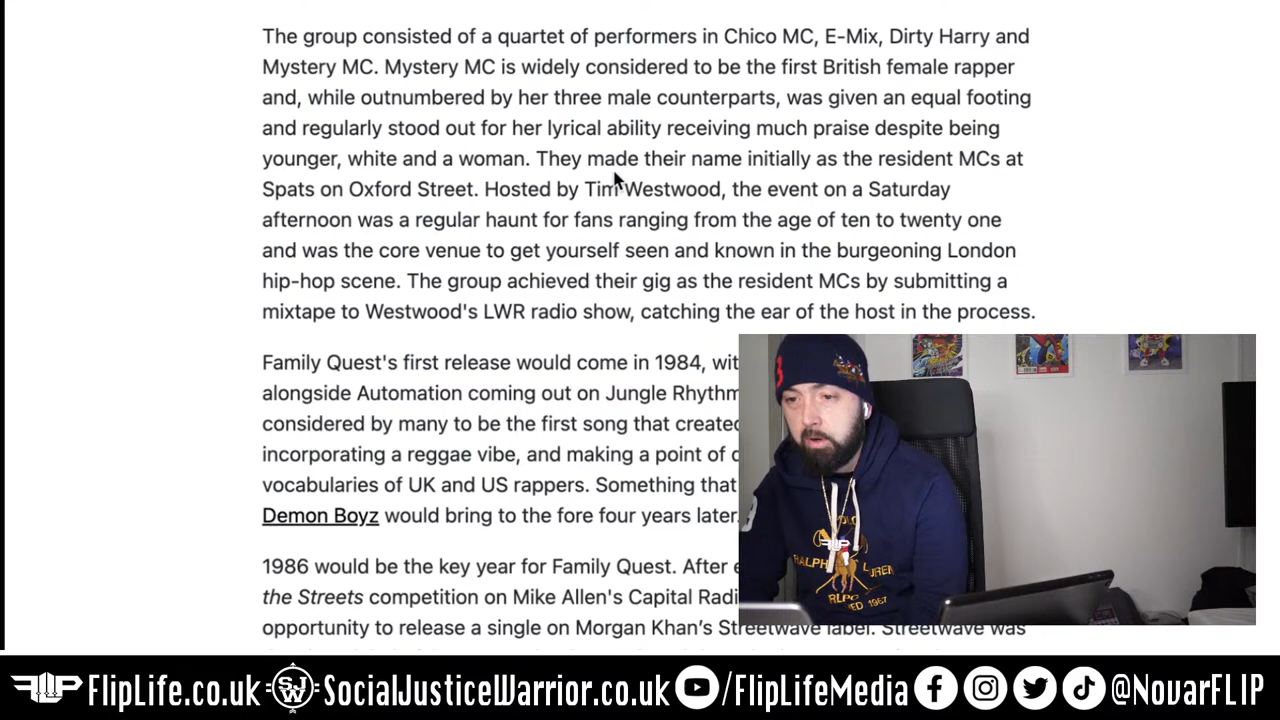 The group consisted of a quartet of performers in Chico MC, E-Mix, Dirty Harry and
Mystery MC. Mystery MC is widely considered to be the first British female rapper
and, while outnumbered by her three male counterparts, was given an equal footing
and regularly stood out for her lyrical ability receiving much praise despite being
younger, white and a woman. They made their name initially as the resident MCs at
Spats on Oxford Street. Hosted by Tim Westwood, the event on a Saturday
afternoon was a regular haunt for fans ranging from the age of ten to twenty one
and was the core venue to get yourself seen and known in the burgeoning London
hip-hop scene. The group achieved their gig as the resident MCs by submitting a
mixtape to Westwood's LWR radio show, catching the ear of the host in the process.
Family Quest's first release would come in 1984,
alongside Automation coming out on Jungle Rhythm
considered by many to be the first song that
incorporating a reggae vibe, and making a point of
vocabularies of UK and US rappers. Something that
Demon Boyz would bring to the fore four years later.
1986 would be the key year for Family Quest. After
the Streets competition on Mike Allen's Capital
opportunity to release a single on Morgan Khan's Streetwave label. Streetwave was
POLO
RALPH LAUREN
RLPC
1967
FLIP
FlipLife.co.uk
SJW
SocialJusticeWarrior.co.uk
/FlipLifeMedia
@NovarFLIP